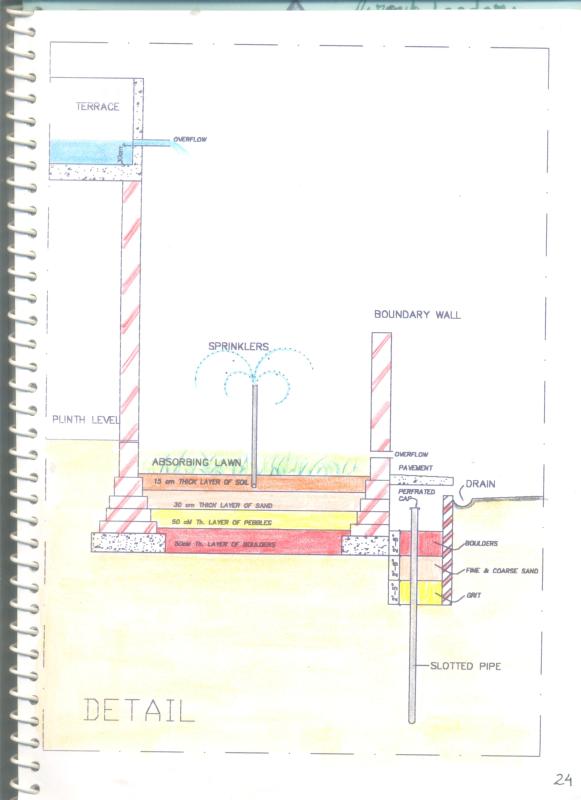 Group Leader.
TERRACE
OVERFLOW
30cm
BOUNDARY WALL
SPRINKLERS
PLINTH LEVEL
OVERFLOW
ABSORBING LAWN
PAVEMENT
15 cm THICK LAYER OF SOIL
DRAIN
PERFRATED
CAP
30 cm THICK LAYER OF SAND
50 cM Th. LAYER OF PEBBLES
50cM Th. LAYER OF BOULDERS
BOULDERS
FINE & COARSE SAND
GRIT
SLOTTED PIPE
DETAIL
24